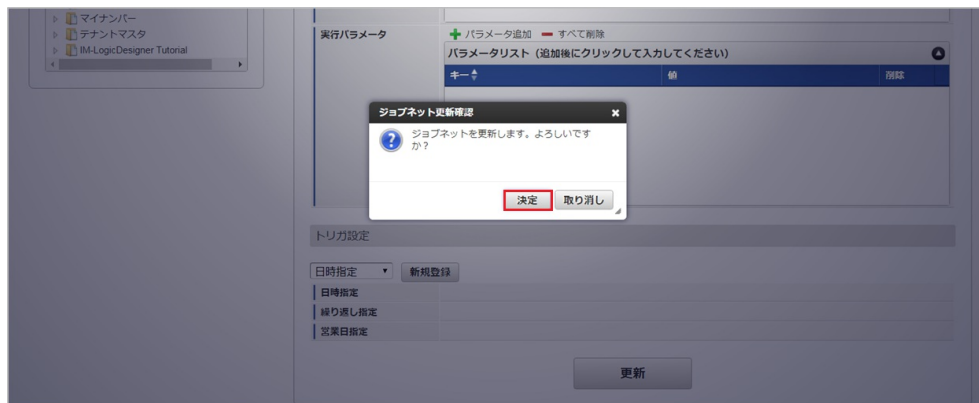 マイナンバー
テナントマスタ
IM-LogicDesigner Tutorial
実行パラメータ
パラメータ追加 すべて削除
パラメータリスト（追加後にクリックして入力してください）
キー 値 削除
ジョブネット更新確認
ジョブネットを更新します。よろしいです
か？
決定 取り消し
トリガ設定
日時指定 新規登録
日時指定
繰り返し指定
営業日指定
更新